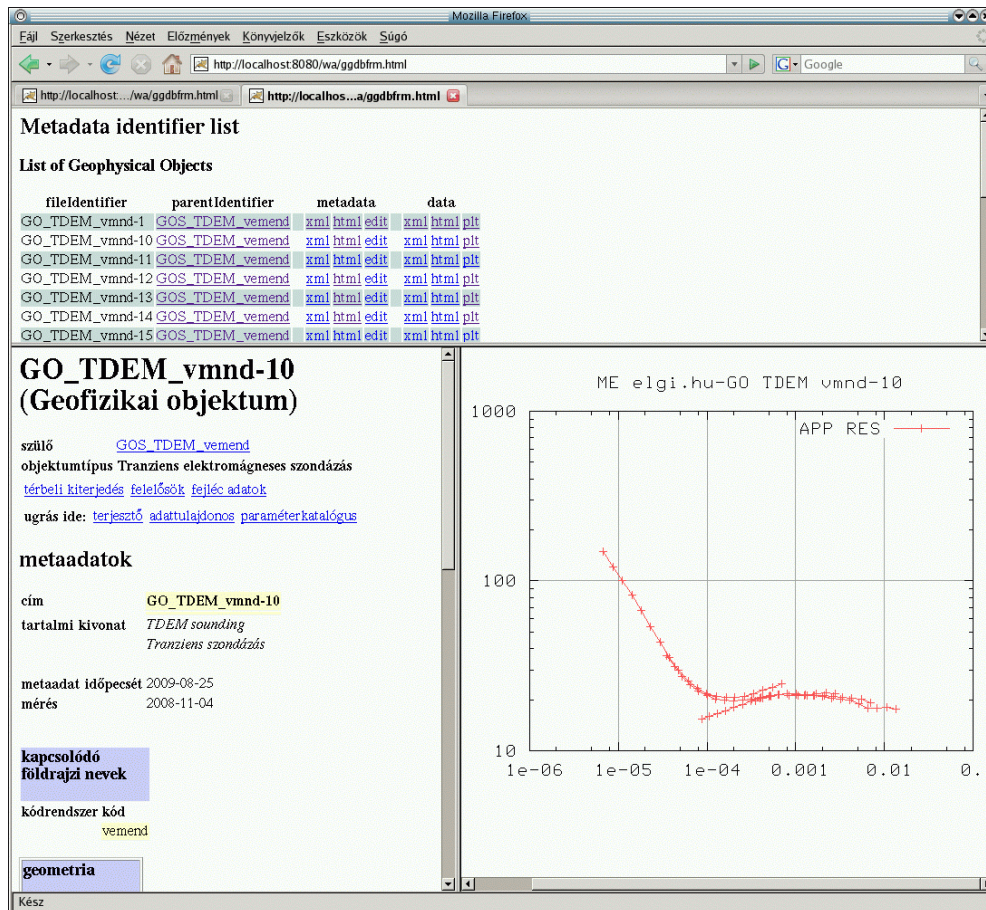 Mozilla Firefox
Fájl Szerkesztés Nézet Előzmények Könyvjelzők Eszközök Súgó
http://localhost:8080/wa/ggdbfrm.html
G Google
http://localhost:.../wa/ggdbfrm.html http://localhos...a/ggdbfrm.html
Metadata identifier list
List of Geophysical Objects
fileIdentifier parentIdentifier metadata data
GO_TDEM_vmnd-1 GOS_TDEM_vemend xml html edit xml html plt
GO_TDEM_vmnd-10 GOS_TDEM_vemend xml html edit xml html plt
GO_TDEM_vmnd-11 GOS_TDEM_vemend xml html edit xml html plt
GO_TDEM_vmnd-12 GOS_TDEM_vemend xml html edit xml html plt
GO_TDEM_vmnd-13 GOS_TDEM_vemend xml html edit xml html plt
GO_TDEM_vmnd-14 GOS_TDEM_vemend xml html edit xml html plt
GO_TDEM_vmnd-15 GOS_TDEM_vemend xml html edit xml html plt
GO_TDEM_vmnd-10
(Geofizikai objektum)
szülő GOS_TDEM_vemend
objektumtípus Tranziens elektromágneses szondázás
térbeli kiterjedés felelősök fejléc adatok
ugrás ide: terjesztő adattulajdonos paraméterkatalógus
metaadatok
cím GO_TDEM_vmnd-10
tartalmi kivonat TDEM sounding
Tranziens szondázás
metaadat időpecsét 2009-08-25
mérés 2008-11-04
kapcsolódó
földrajzi nevek
kódrendszer kód
vemend
geometria
ME elgi.hu-GO TDEM vmnd-10
APP RES
1000
100
10
1e-06 1e-05 1e-04 0.001 0.01 0.
Kész